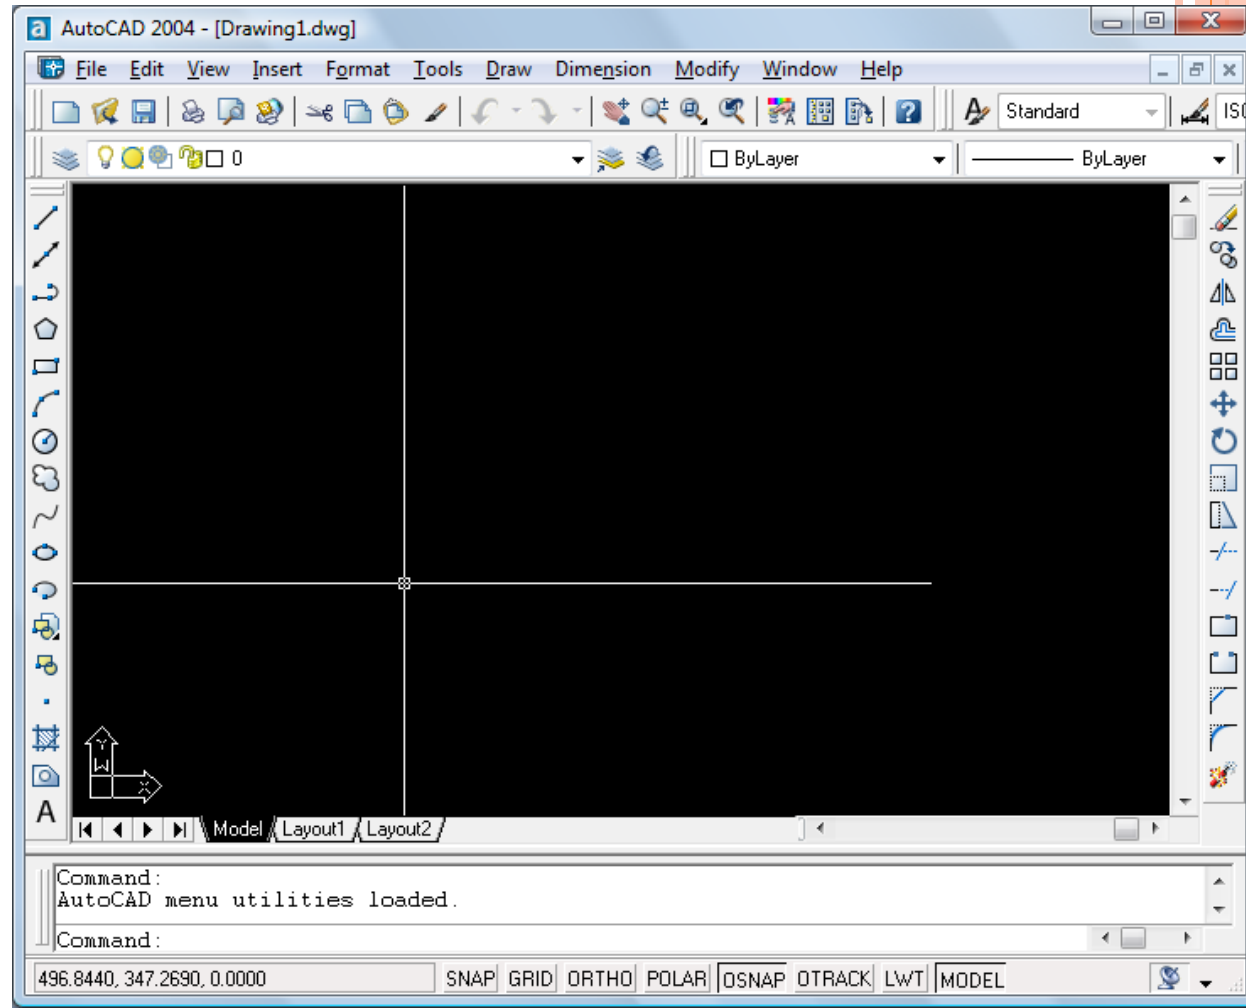 a AutoCAD 2004 - [Drawing1.dwg]
File Edit View Insert Format Tools Draw Dimension Modify Window Help
Standard ISO
0 ByLayer ByLayer
A
Y
W
X
Model Layout1 Layout2
Command:
AutoCAD menu utilities loaded.
Command:
496.8440, 347.2690, 0.0000 SNAP GRID ORTHO POLAR OSNAP OTRACK LWT MODEL